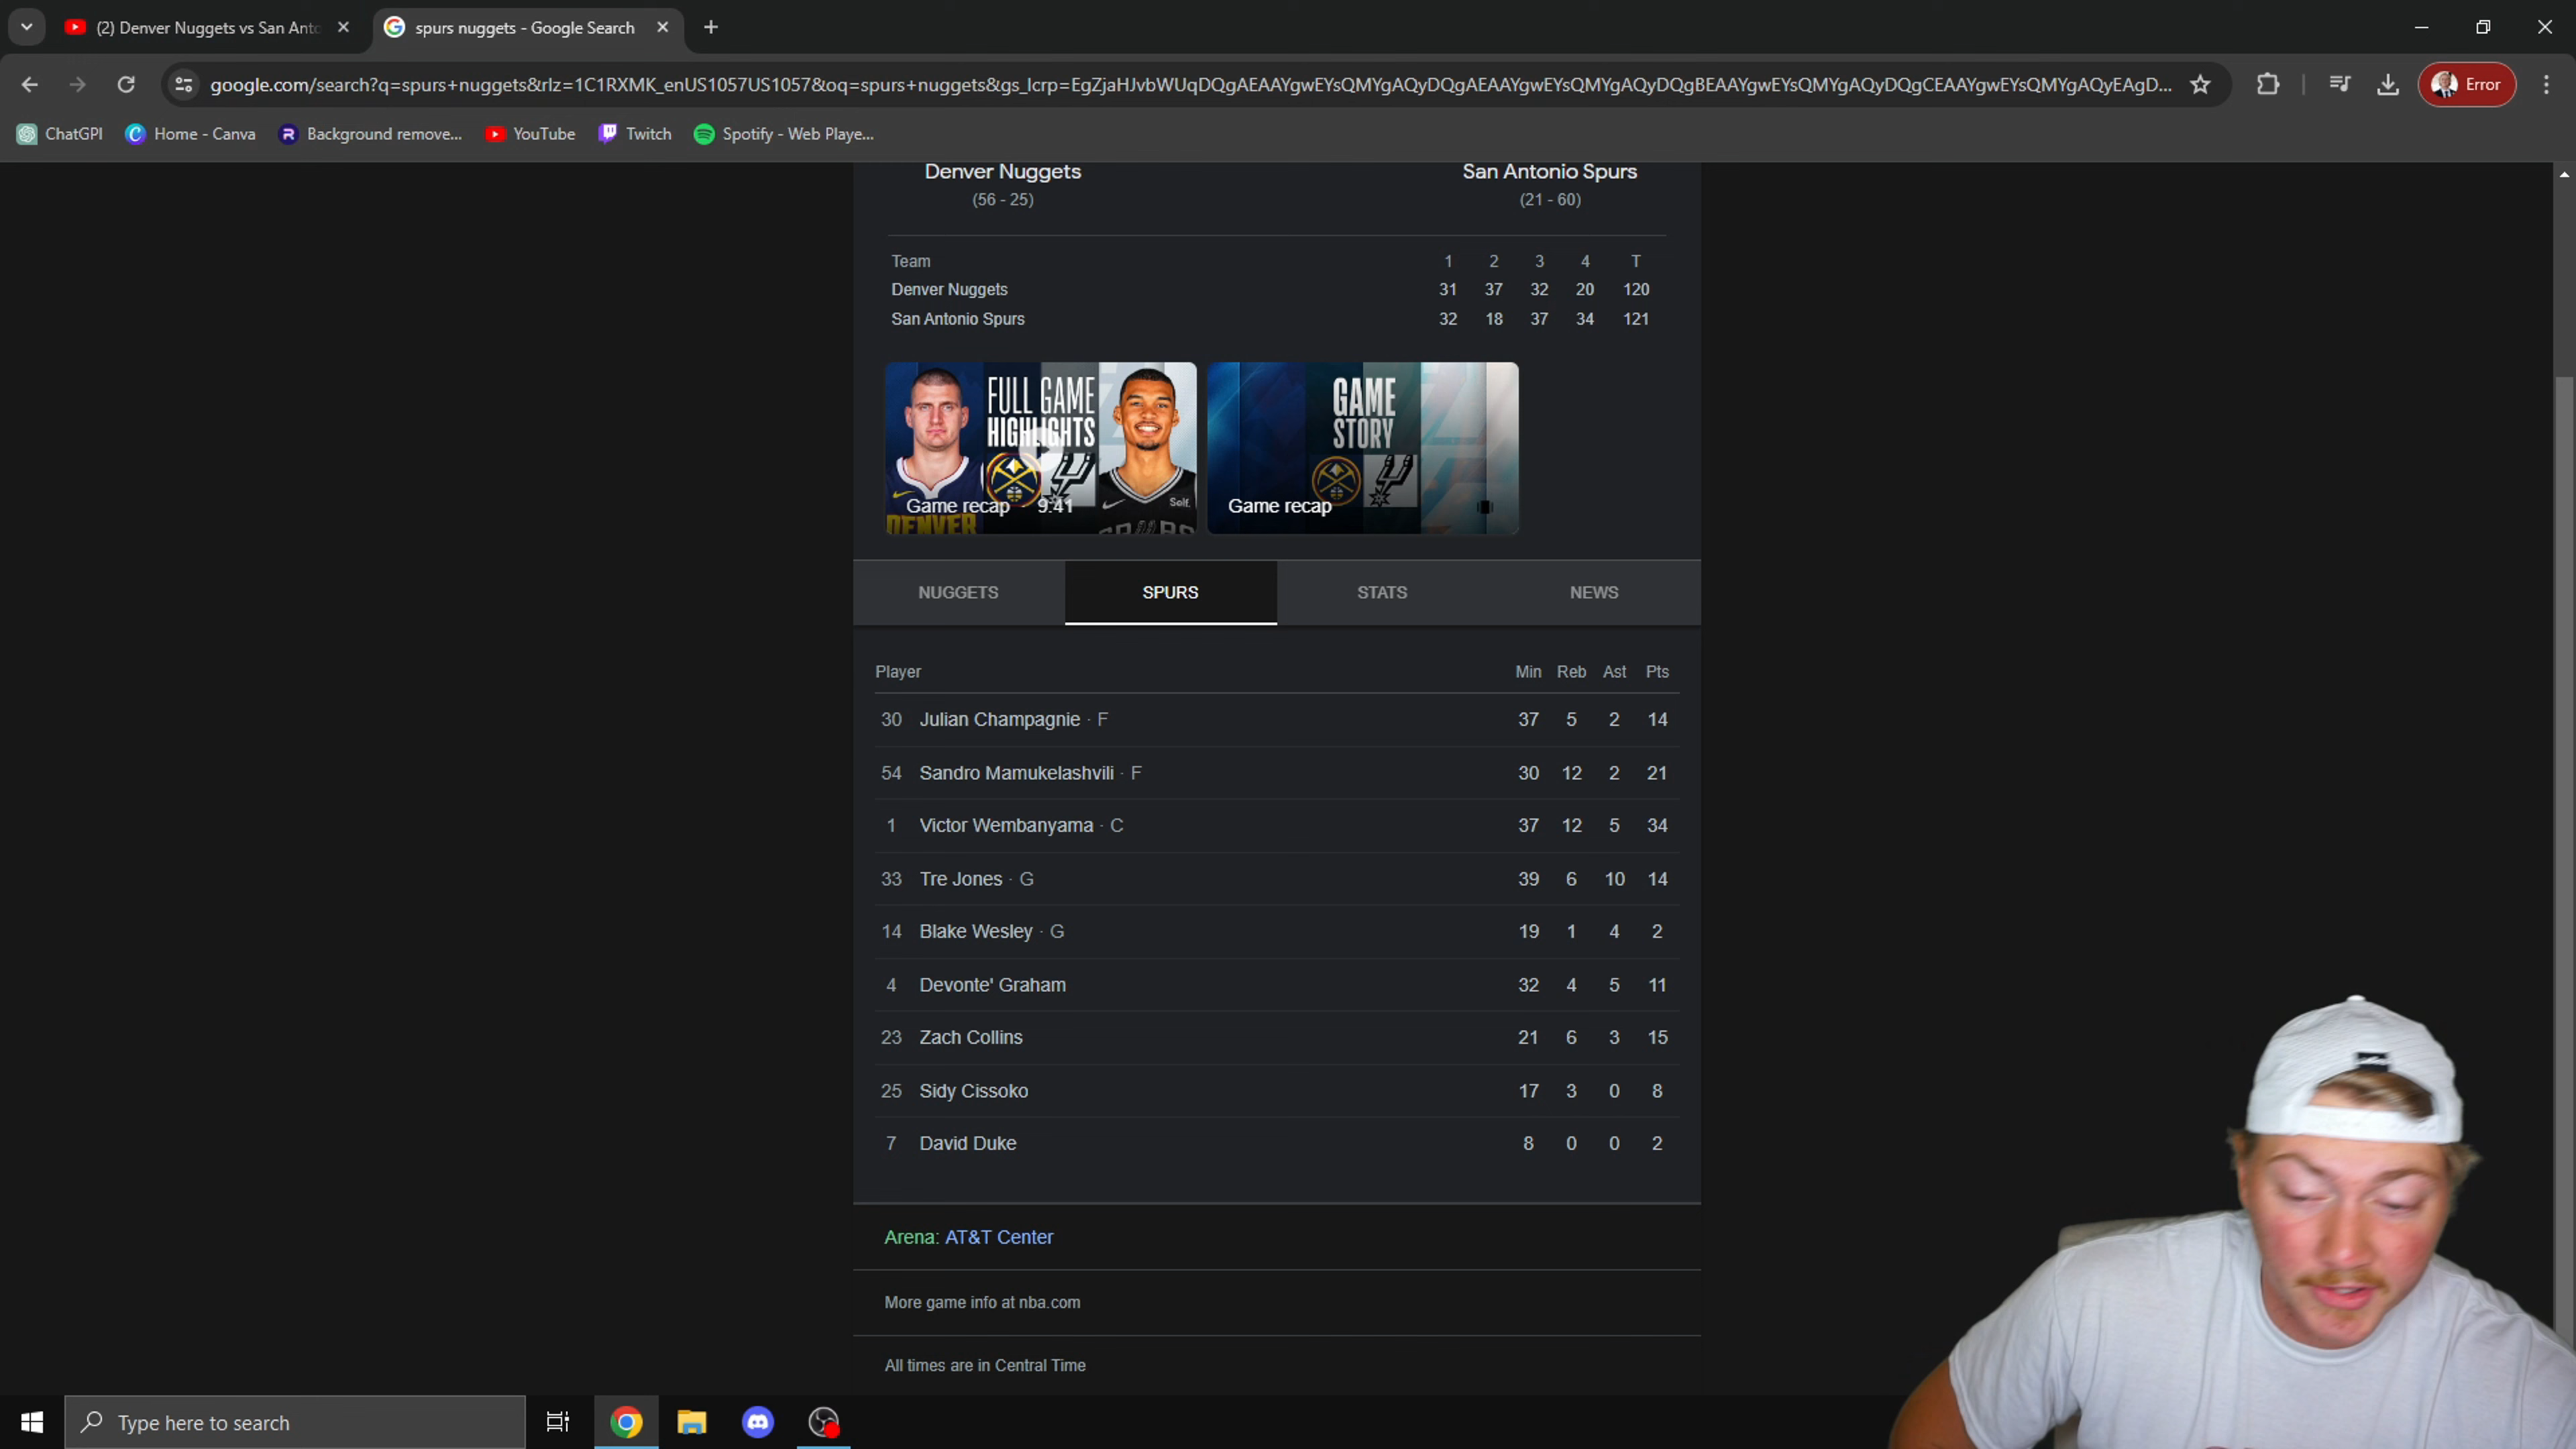 (2) Denver Nuggets vs San Anto
spurs nuggets - Google Search
google.com/search?q=spurs+nuggets&rlz=1C1RXMK_enUS1057US1057&oq=spurs+nuggets&gs_lcrp=EgZjaHJvbWUqDQgAEAAYgwEYsQMYgAQyDQgAEAAYgwEYsQMYgAQyDQgBEAAYgwEYsQMYgAQyDQgCEAAYgwEYsQMYgAQyEAgD...
Error
ChatGPT
Home - Canva
Background remove...
YouTube
Twitch
Spotify - Web Playe...
Denver Nuggets San Antonio Spurs
(56 - 25) (21 - 60)
Team 1 2 3 4 T
Denver Nuggets 31 37 32 20 120
San Antonio Spurs 32 18 37 34 121
FULL GAME
HIGHLIGHTS
Self.
Game recap · 9:41
DENVER
SPURS
GAME
STORY
Game recap
NUGGETS SPURS STATS NEWS
Player Min Reb Ast Pts
30 Julian Champagnie · F 37 5 2 14
54 Sandro Mamukelashvili · F 30 12 2 21
1 Victor Wembanyama · C 37 12 5 34
33 Tre Jones · G 39 6 10 14
14 Blake Wesley · G 19 1 4 2
4 Devonte' Graham 32 4 5 11
23 Zach Collins 21 6 3 15
25 Sidy Cissoko 17 3 0 8
7 David Duke 8 0 0 2
Arena: AT&T Center
More game info at nba.com
All times are in Central Time
Type here to search